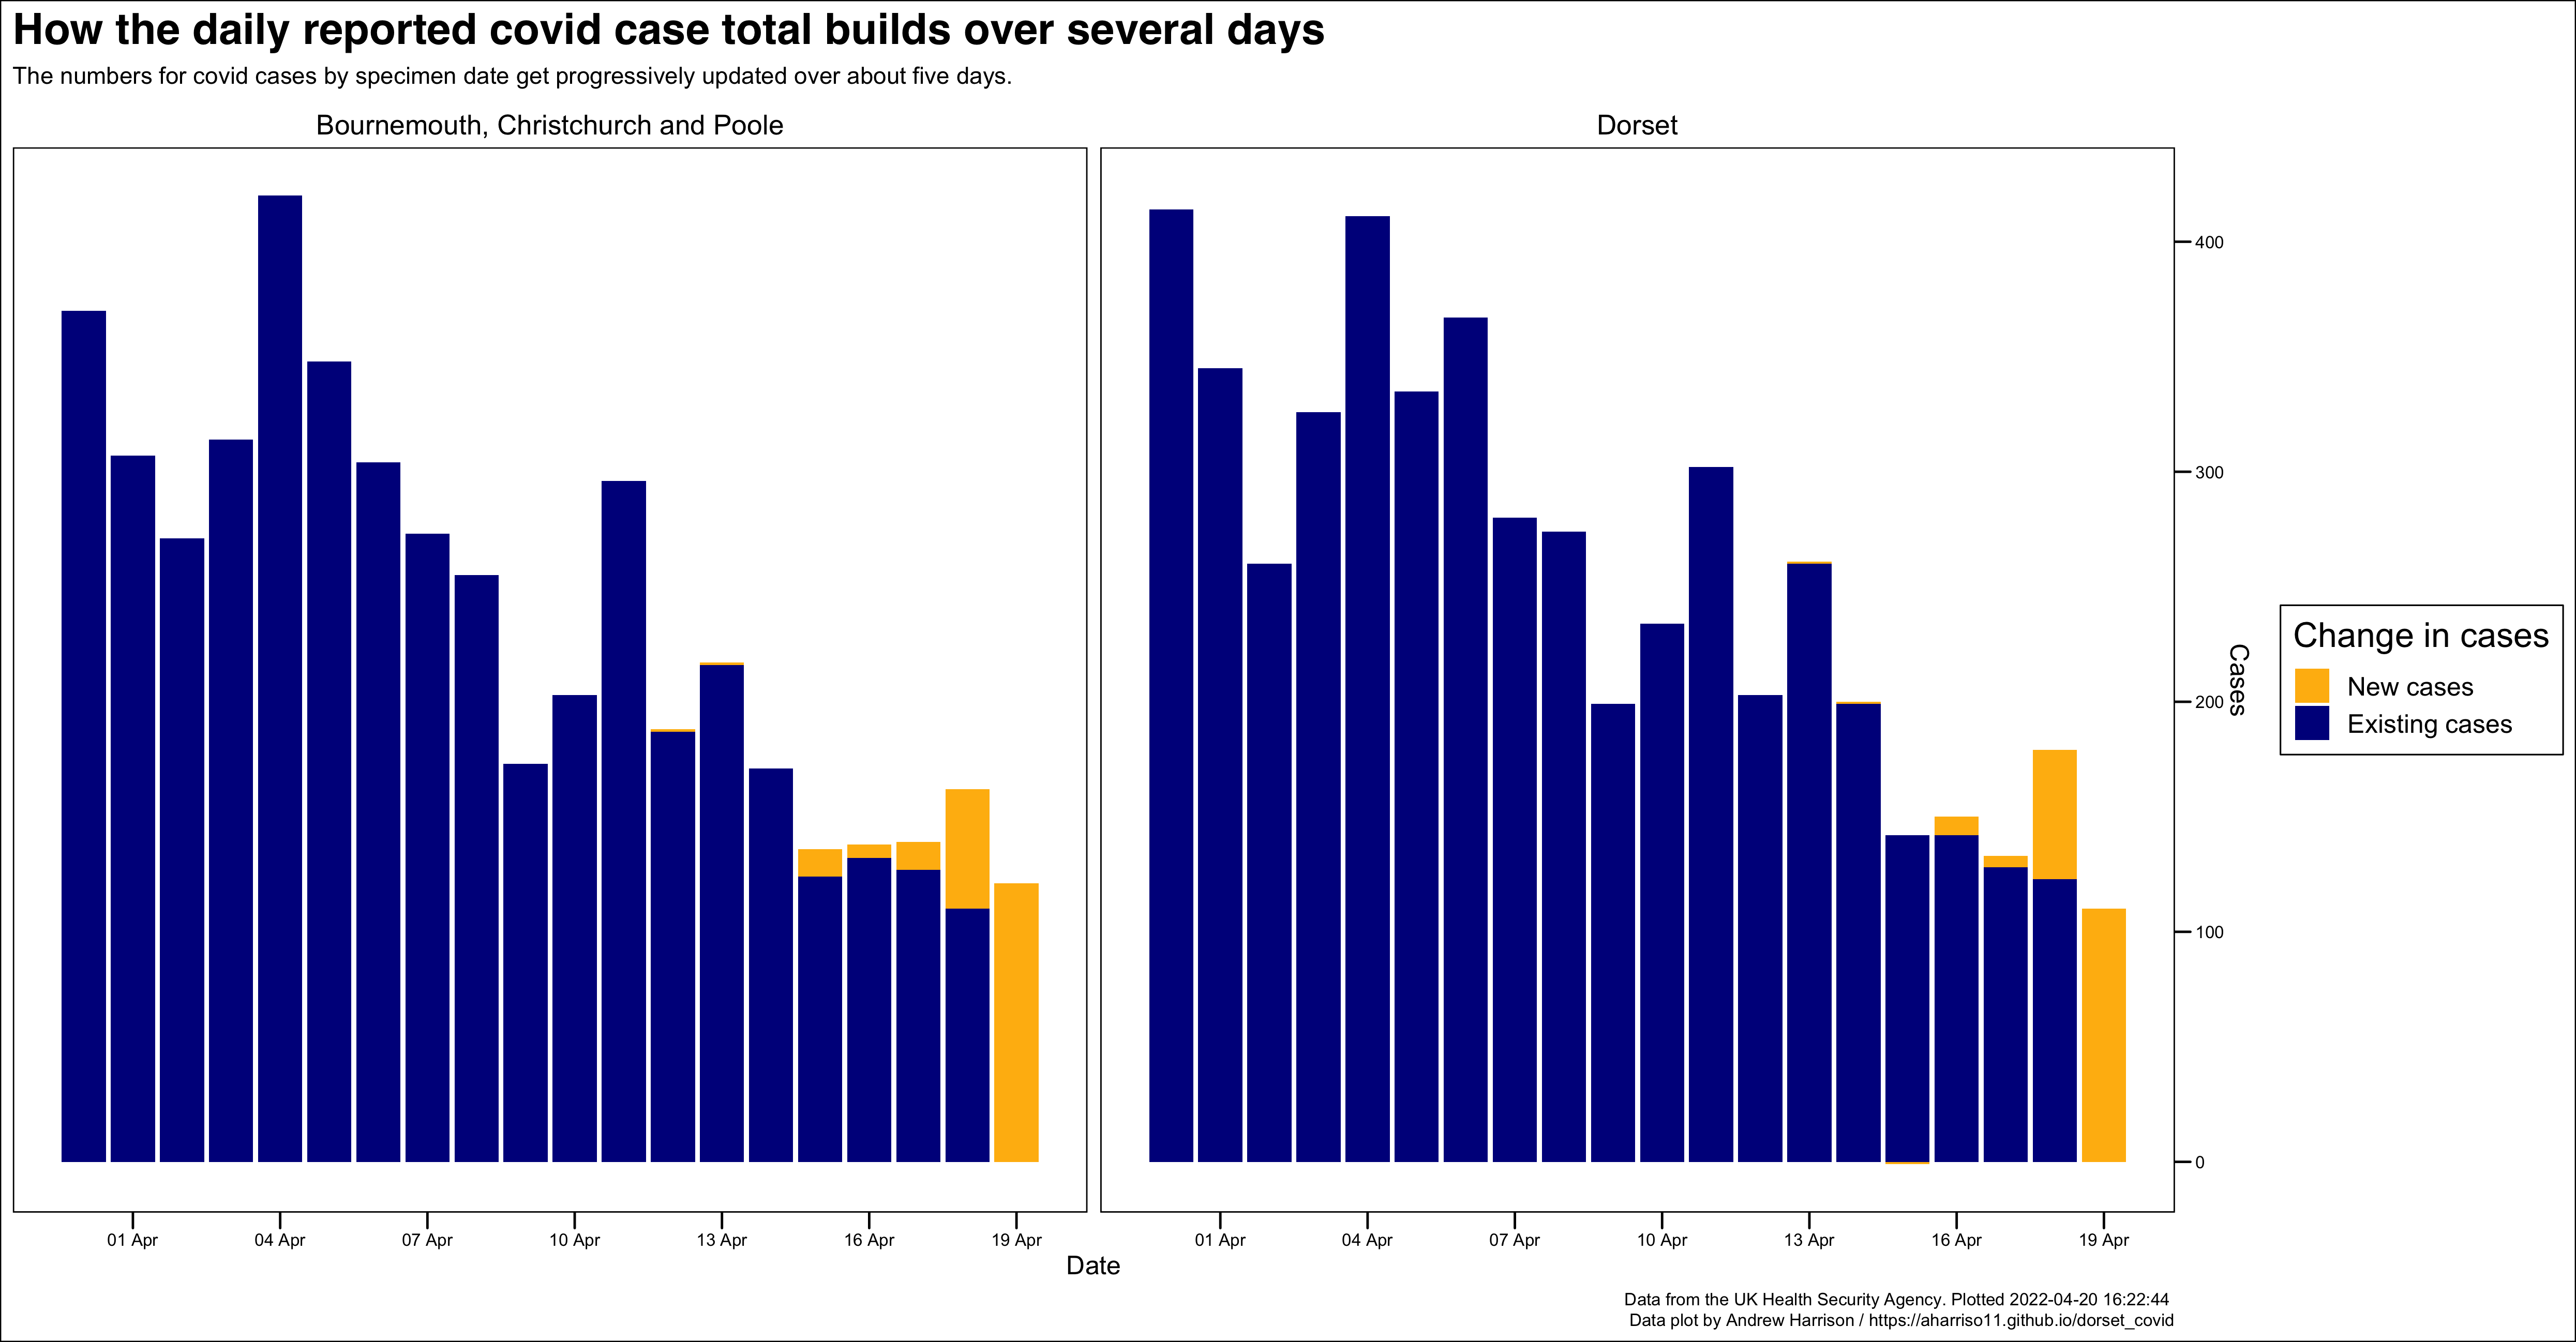 How the daily reported covid case total builds over several days
The numbers for covid cases by specimen date get progressively updated over about five days.
Bournemouth, Christchurch and Poole
Dorset
400
300
200
100
0
Cases
Change in cases
New cases
Existing cases
01 Apr 04 Apr 07 Apr 10 Apr 13 Apr 16 Apr 19 Apr
01 Apr 04 Apr 07 Apr 10 Apr 13 Apr 16 Apr 19 Apr
Date
Data from the UK Health Security Agency. Plotted 2022-04-20 16:22:44
Data plot by Andrew Harrison / https://aharriso11.github.io/dorset_covid